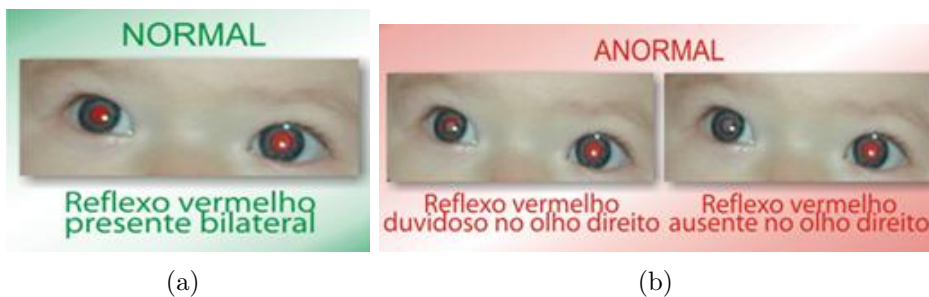 NORMAL
Reflexo vermelho
presente bilateral
(a)
ANORMAL
Reflexo vermelho
duvidoso no olho direito
Reflexo vermelho
ausente no olho direito
(b)